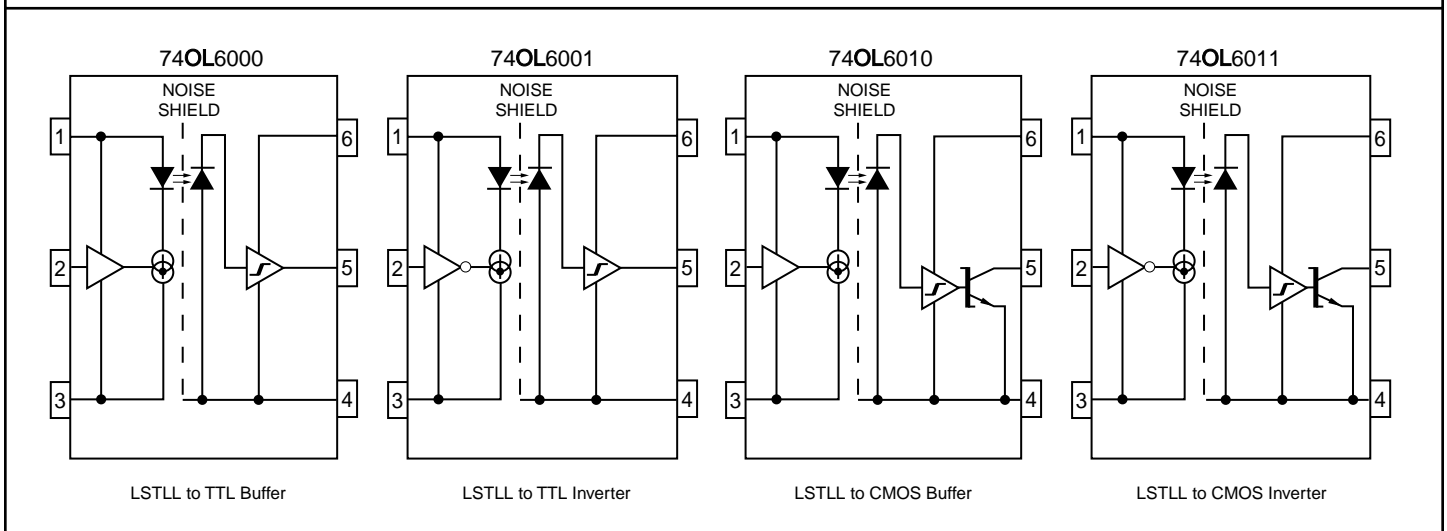 74OL6000
NOISE
SHIELD
1
2
3
6
5
4
LSTLL to TTL Buffer
74OL6001
NOISE
SHIELD
1
2
3
6
5
4
LSTLL to TTL Inverter
74OL6010
NOISE
SHIELD
1
2
3
6
5
4
LSTLL to CMOS Buffer
74OL6011
NOISE
SHIELD
1
2
3
6
5
4
LSTLL to CMOS Inverter